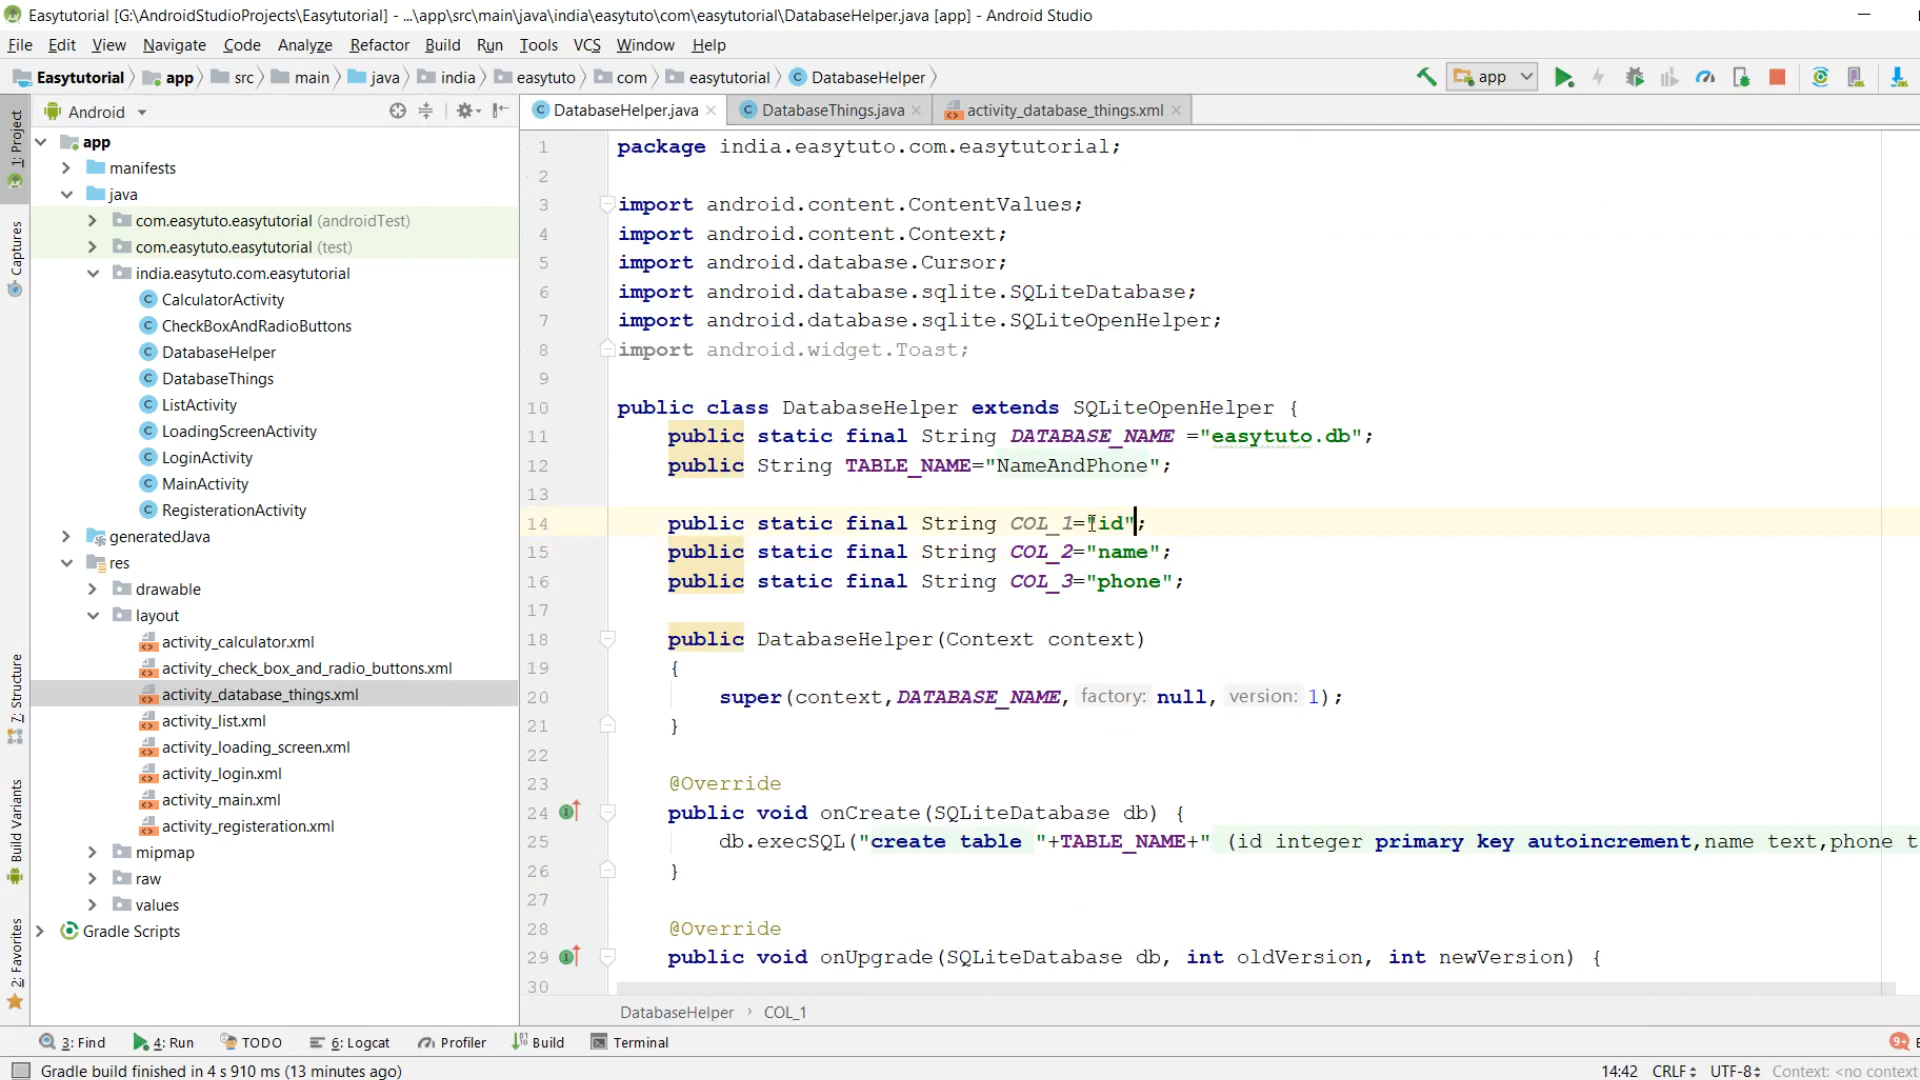 Easytutorial [G:\AndroidStudioProjects\Easytutorial] - ...\app\src\main\java\india\easytuto\com\easytutorial\DatabaseHelper.java [app] - Android Studio
File Edit View Navigate Code Analyze Refactor Build Run Tools VCS Window Help
Easytutorial app src main java india easytuto com easytutorial DatabaseHelper app
Android
DatabaseHelper.java DatabaseThings.java activity_database_things.xml
1: Project
Captures
7: Structure
Build Variants
2: Favorites
app
manifests
java
com.easytuto.easytutorial (androidTest)
com.easytuto.easytutorial (test)
india.easytuto.com.easytutorial
CalculatorActivity
CheckBoxAndRadioButtons
DatabaseHelper
DatabaseThings
ListActivity
LoadingScreenActivity
LoginActivity
MainActivity
RegisterationActivity
generatedJava
res
drawable
layout
activity_calculator.xml
activity_check_box_and_radio_buttons.xml
activity_database_things.xml
activity_list.xml
activity_loading_screen.xml
activity_login.xml
activity_main.xml
activity_registeration.xml
mipmap
raw
values
Gradle Scripts
1 package india.easytuto.com.easytutorial;
2
3 import android.content.ContentValues;
4 import android.content.Context;
5 import android.database.Cursor;
6 import android.database.sqlite.SQLiteDatabase;
7 import android.database.sqlite.SQLiteOpenHelper;
8 import android.widget.Toast;
9
10 public class DatabaseHelper extends SQLiteOpenHelper {
11 public static final String DATABASE_NAME ="easytuto.db";
12 public String TABLE_NAME="NameAndPhone";
13
14 public static final String COL_1="id";
15 public static final String COL_2="name";
16 public static final String COL_3="phone";
17
18 public DatabaseHelper(Context context)
19 {
20 super(context,DATABASE_NAME, factory: null, version: 1);
21 }
22
23 @Override
24 public void onCreate(SQLiteDatabase db) {
25 db.execSQL("create table "+TABLE_NAME+" (id integer primary key autoincrement,name text,phone t
26 }
27
28 @Override
29 public void onUpgrade(SQLiteDatabase db, int oldVersion, int newVersion) {
30
DatabaseHelper › COL_1
3: Find 4: Run TODO 6: Logcat Profiler Build Terminal 9+ E
Gradle build finished in 4 s 910 ms (13 minutes ago) 14:42 CRLF UTF-8 Context: <no context